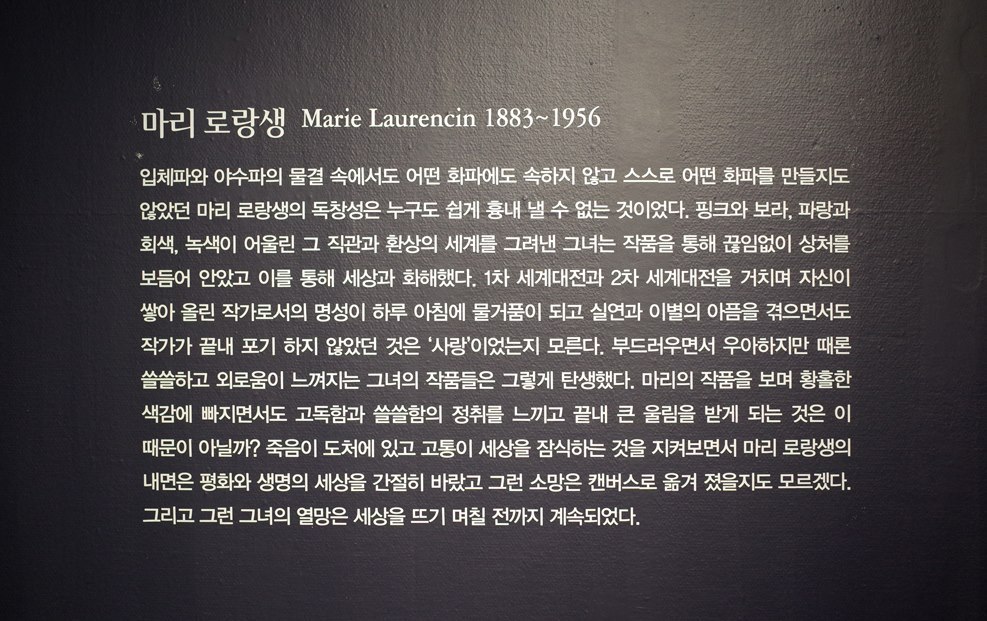 마리 로랑생 Marie Laurencin 1883~1956
입체파와 야수파의 물결 속에서도 어떤 화파에도 속하지 않고 스스로 어떤 화파를 만들지도
않았던 마리 로랑생의 독창성은 누구도 쉽게 흉내 낼 수 없는 것이었다. 핑크와 보라, 파랑과
회색, 녹색이 어울린 그 직관과 환상의 세계를 그려낸 그녀는 작품을 통해 끊임없이 상처를
보듬어 안았고 이를 통해 세상과 화해했다. 1차 세계대전과 2차 세계대전을 거치며 자신이
쌓아 올린 작가로서의 명성이 하루 아침에 물거품이 되고 실연과 이별의 아픔을 겪으면서도
작가가 끝내 포기 하지 않았던 것은 ‘사랑’이었는지 모른다. 부드러우면서 우아하지만 때론
쓸쓸하고 외로움이 느껴지는 그녀의 작품들은 그렇게 탄생했다. 마리의 작품을 보며 황홀한
색감에 빠지면서도 고독함과 쓸쓸함의 정취를 느끼고 끝내 큰 울림을 받게 되는 것은 이
때문이 아닐까? 죽음이 도처에 있고 고통이 세상을 잠식하는 것을 지켜보면서 마리 로랑생의
내면은 평화와 생명의 세상을 간절히 바랐고 그런 소망은 캔버스로 옮겨 졌을지도 모르겠다.
그리고 그런 그녀의 열망은 세상을 뜨기 며칠 전까지 계속되었다.